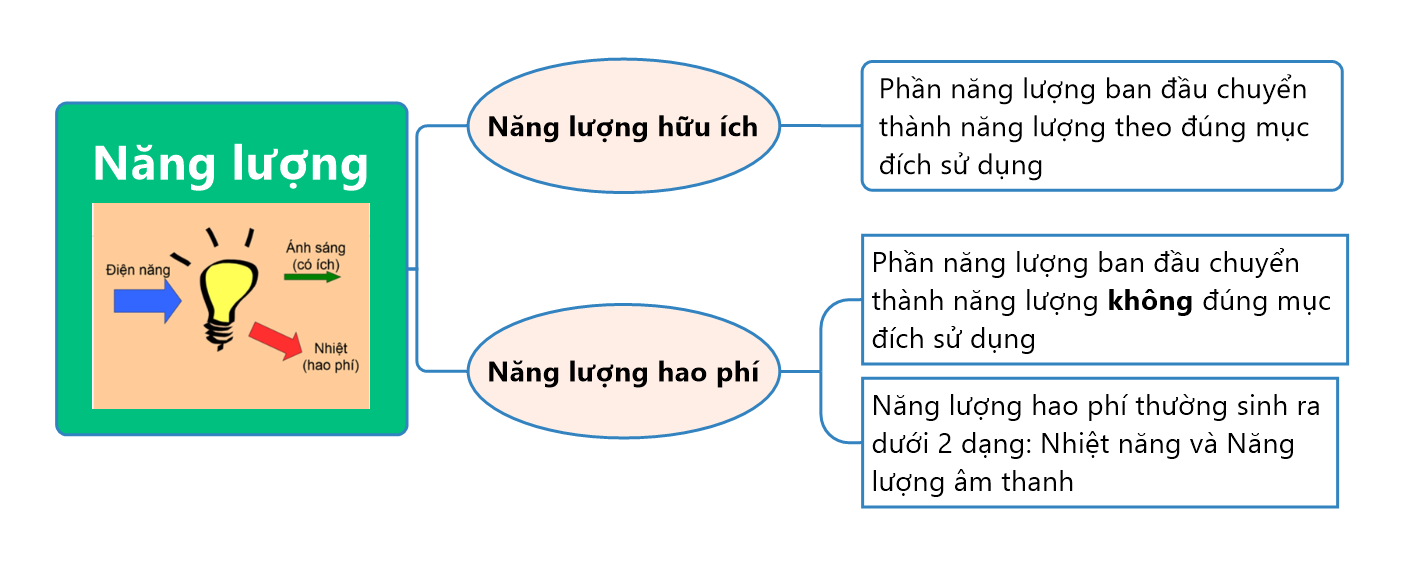 Năng lượng
Điện năng
Ánh sáng
(có ích)
Nhiệt
(hao phí)
Năng lượng hữu ích
Phần năng lượng ban đầu chuyển
thành năng lượng theo đúng mục
đích sử dụng
Năng lượng hao phí
Phần năng lượng ban đầu chuyển
thành năng lượng không đúng mục
đích sử dụng
Năng lượng hao phí thường sinh ra
dưới 2 dạng: Nhiệt năng và Năng
lượng âm thanh